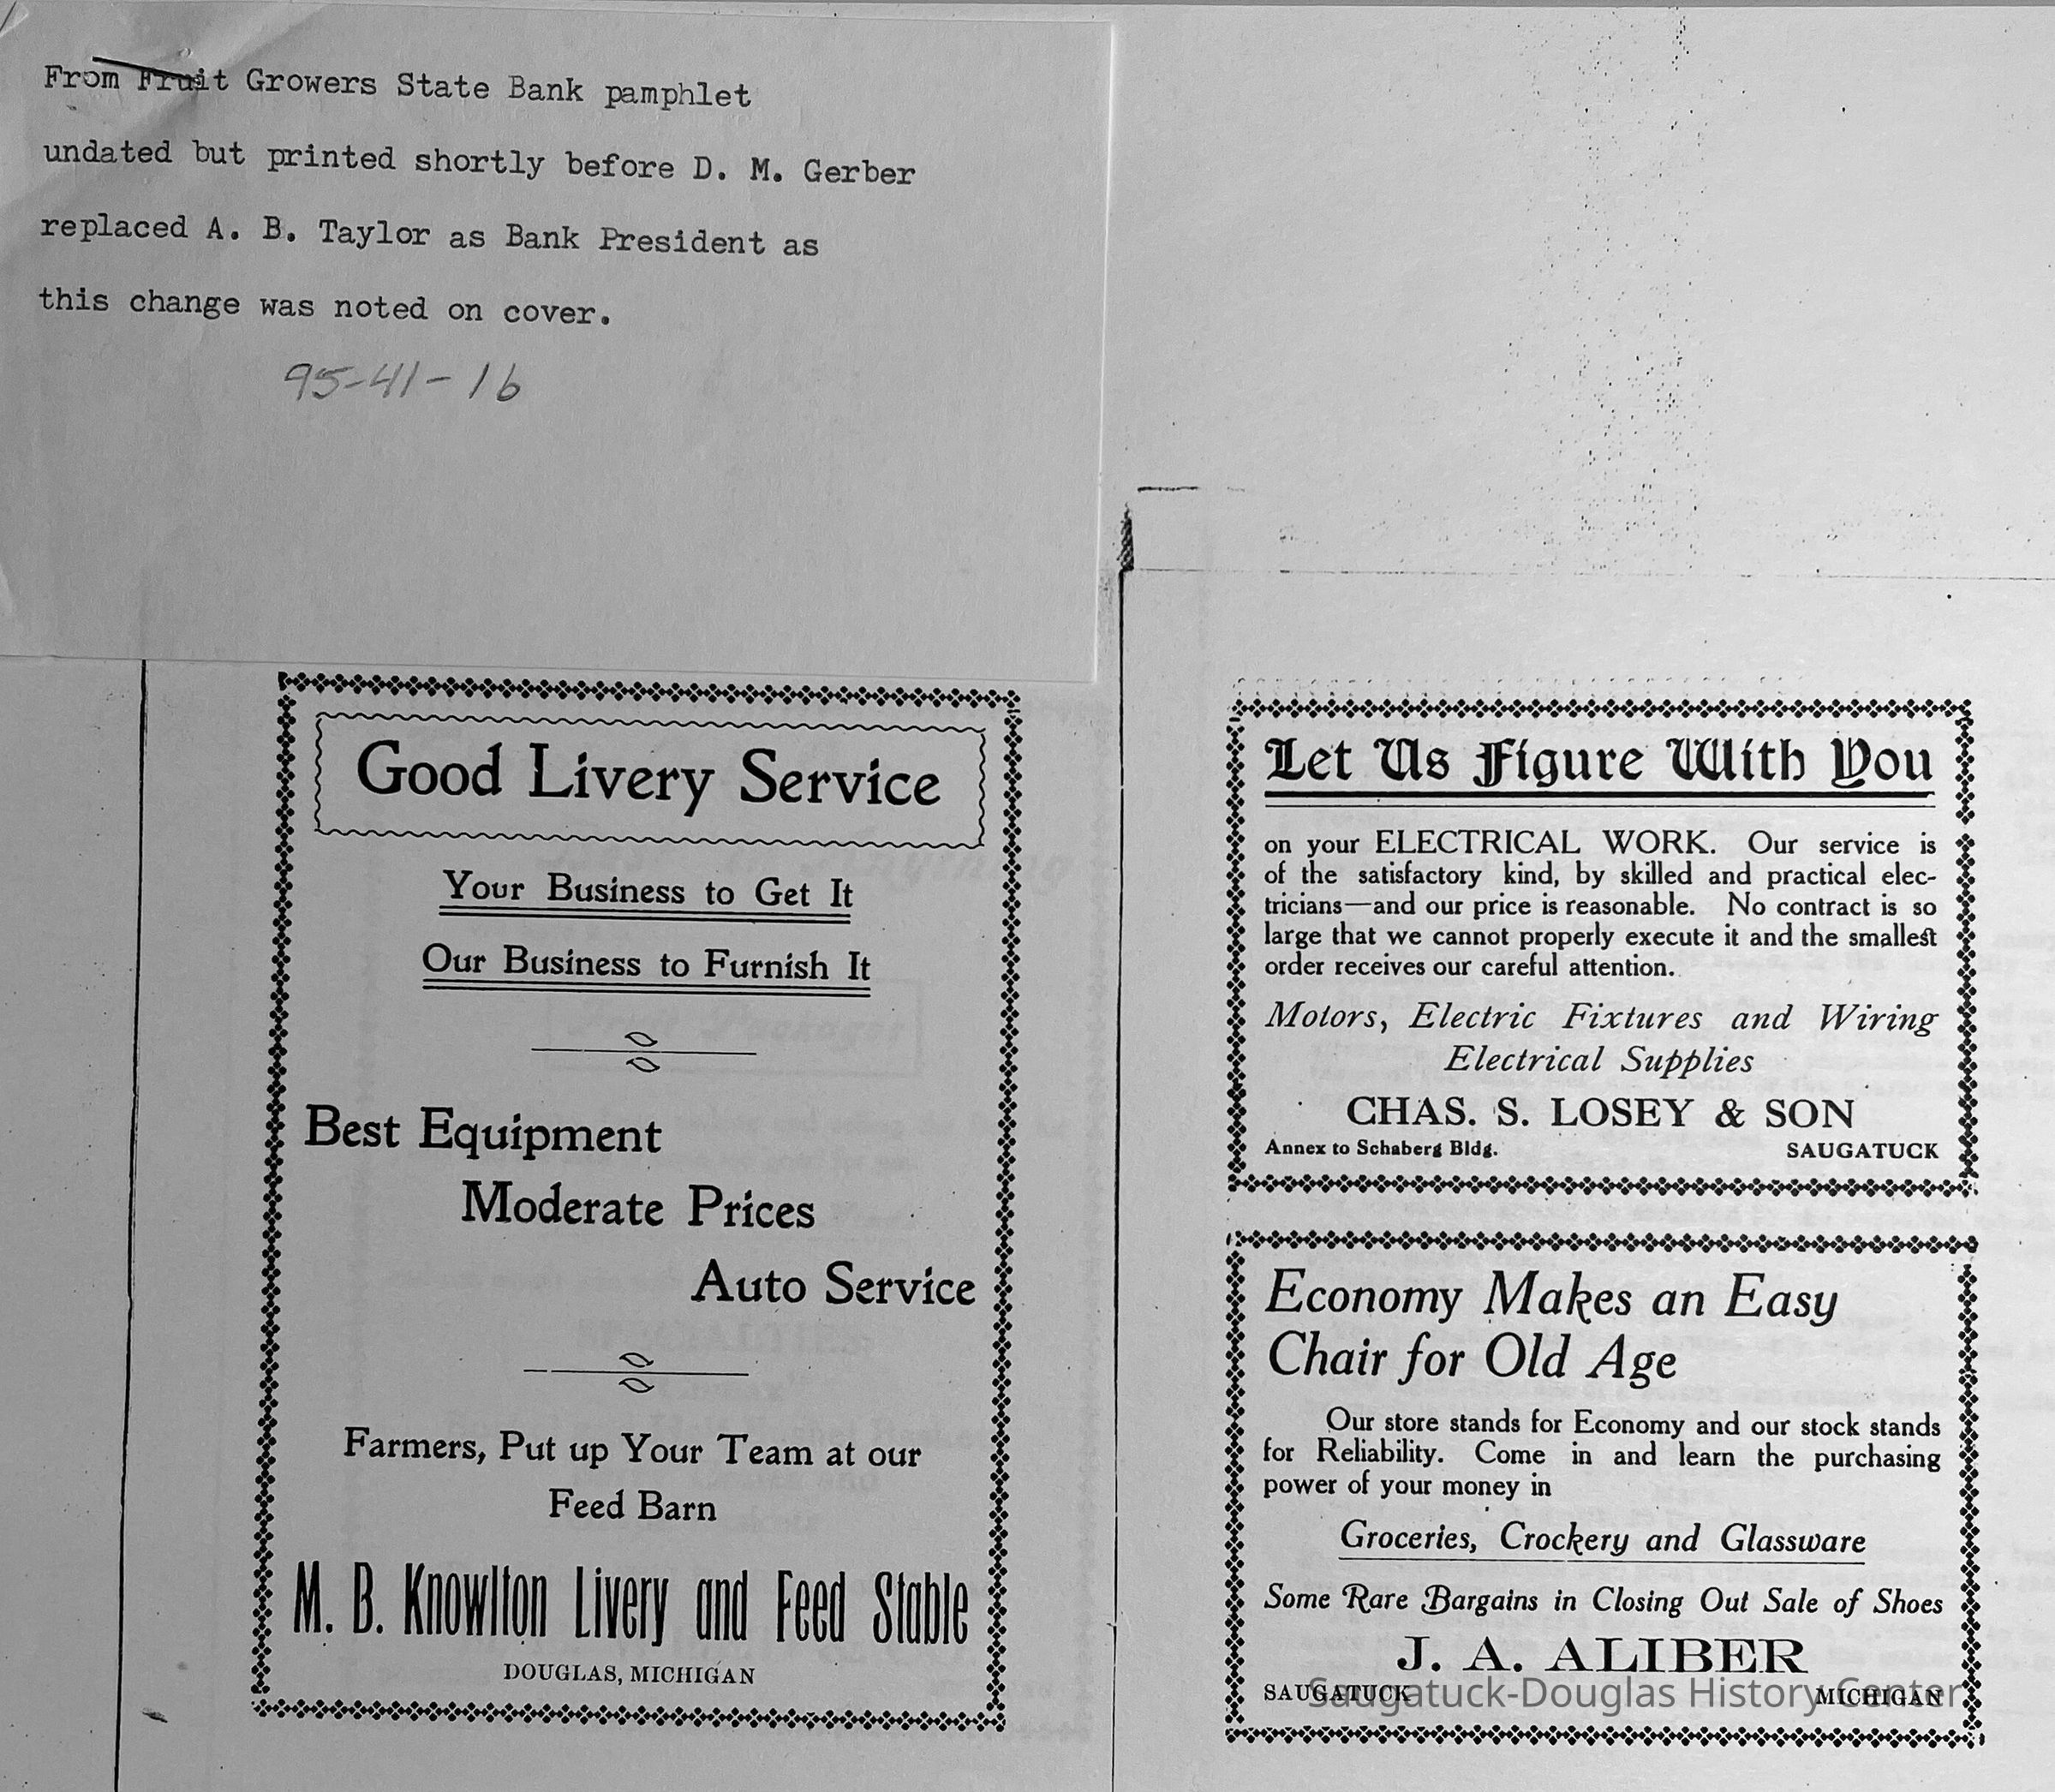 From Fruit Growers State Bank pamphlet
undated but printed shortly before D. M. Gerber
replaced A. B. Taylor as Bank President as
this change was noted on cover.
95-41-16
Good Livery Service
Your Business to Get It
Our Business to Furnish It
Best Equipment
Moderate Prices
Auto Service
Farmers, Put up Your Team at our
Feed Barn
M. B. Knowlton Livery and Feed Stable
DOUGLAS, MICHIGAN
Let Us Figure With You
on your ELECTRICAL WORK. Our service is
of the satisfactory kind, by skilled and practical elec-
tricians—and our price is reasonable. No contract is so
large that we cannot properly execute it and the smallest
order receives our careful attention.
Motors, Electric Fixtures and Wiring
Electrical Supplies
CHAS. S. LOSEY & SON
Annex to Schaberg Bldg. SAUGATUCK
Economy Makes an Easy
Chair for Old Age
Our store stands for Economy and our stock stands
for Reliability. Come in and learn the purchasing
power of your money in
Groceries, Crockery and Glassware
Some Rare Bargains in Closing Out Sale of Shoes
J. A. ALIBER
SAUGATUCK MICHIGAN
Saugatuck-Douglas History Center